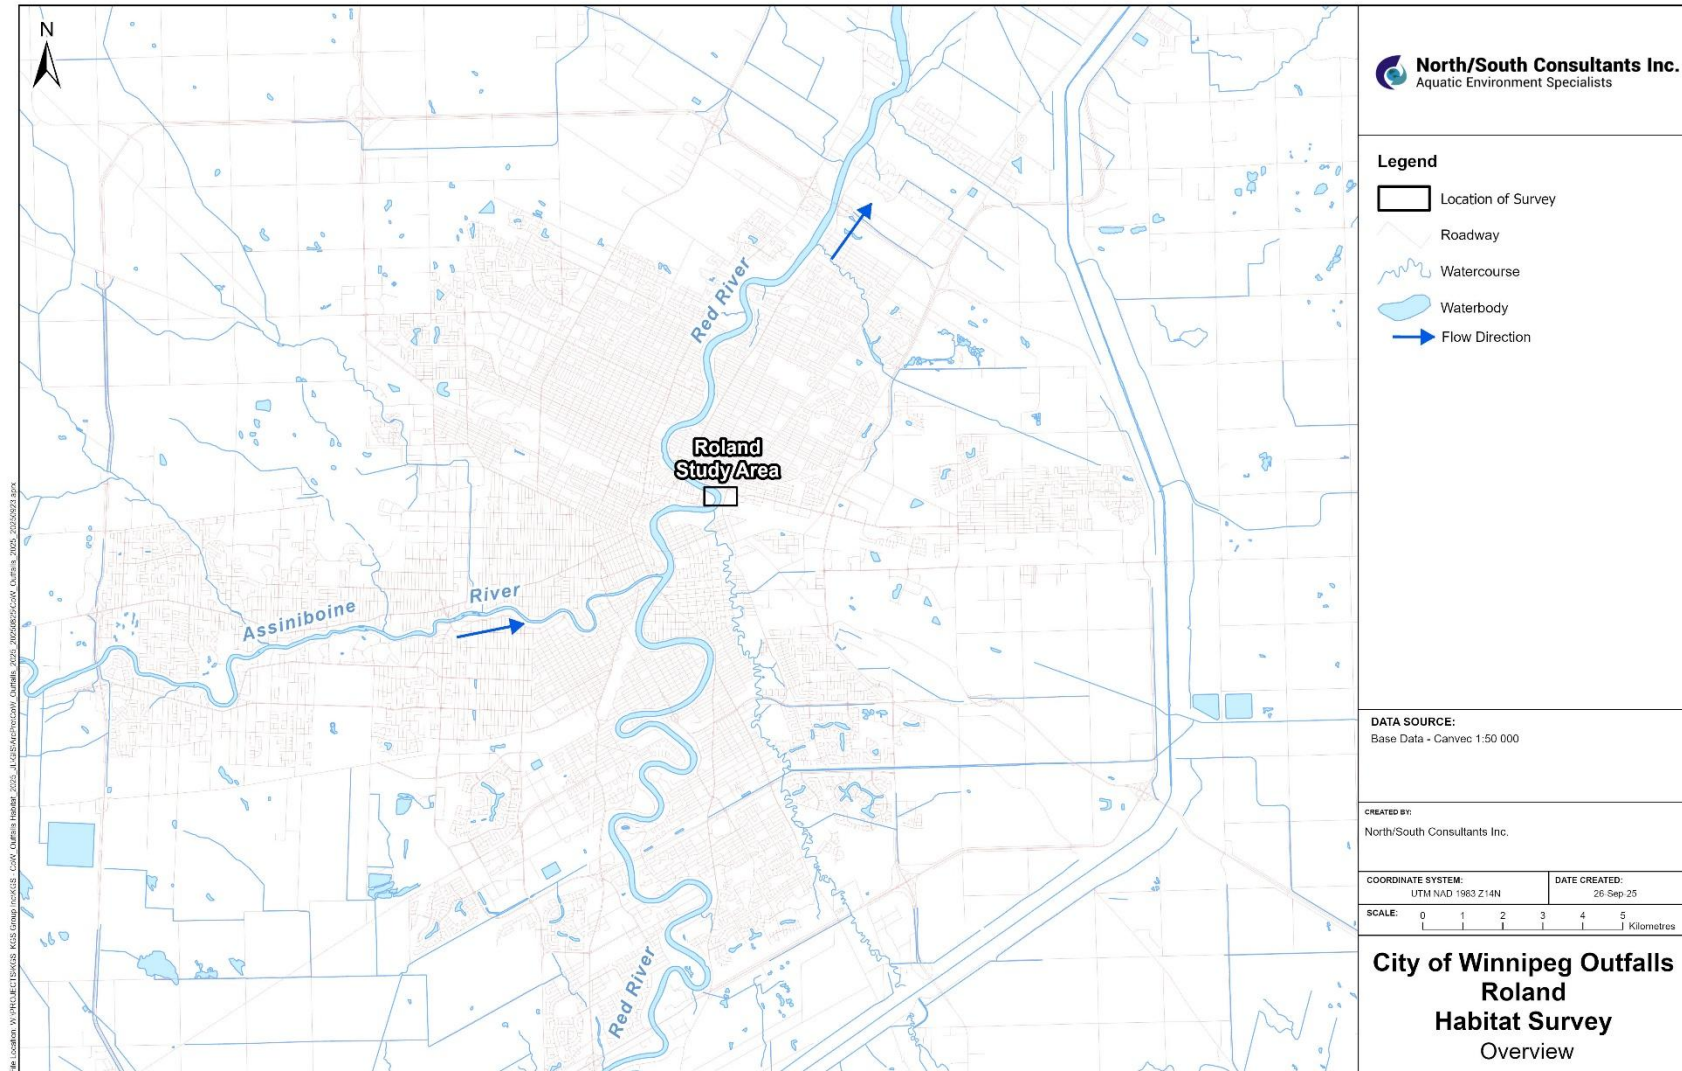 N
Red River
Roland
Study Area
Assiniboine River
Red River
North/South Consultants Inc.
Aquatic Environment Specialists
Legend
Location of Survey
Roadway
Watercourse
Waterbody
Flow Direction
DATA SOURCE:
Base Data - Canvec 1:50 000
CREATED BY:
North/South Consultants Inc.
COORDINATE SYSTEM:
UTM NAD 1983 Z14N
DATE CREATED:
26-Sep-25
SCALE: 0 1 2 3 4 5
Kilometres
City of Winnipeg Outfalls
Roland
Habitat Survey
Overview